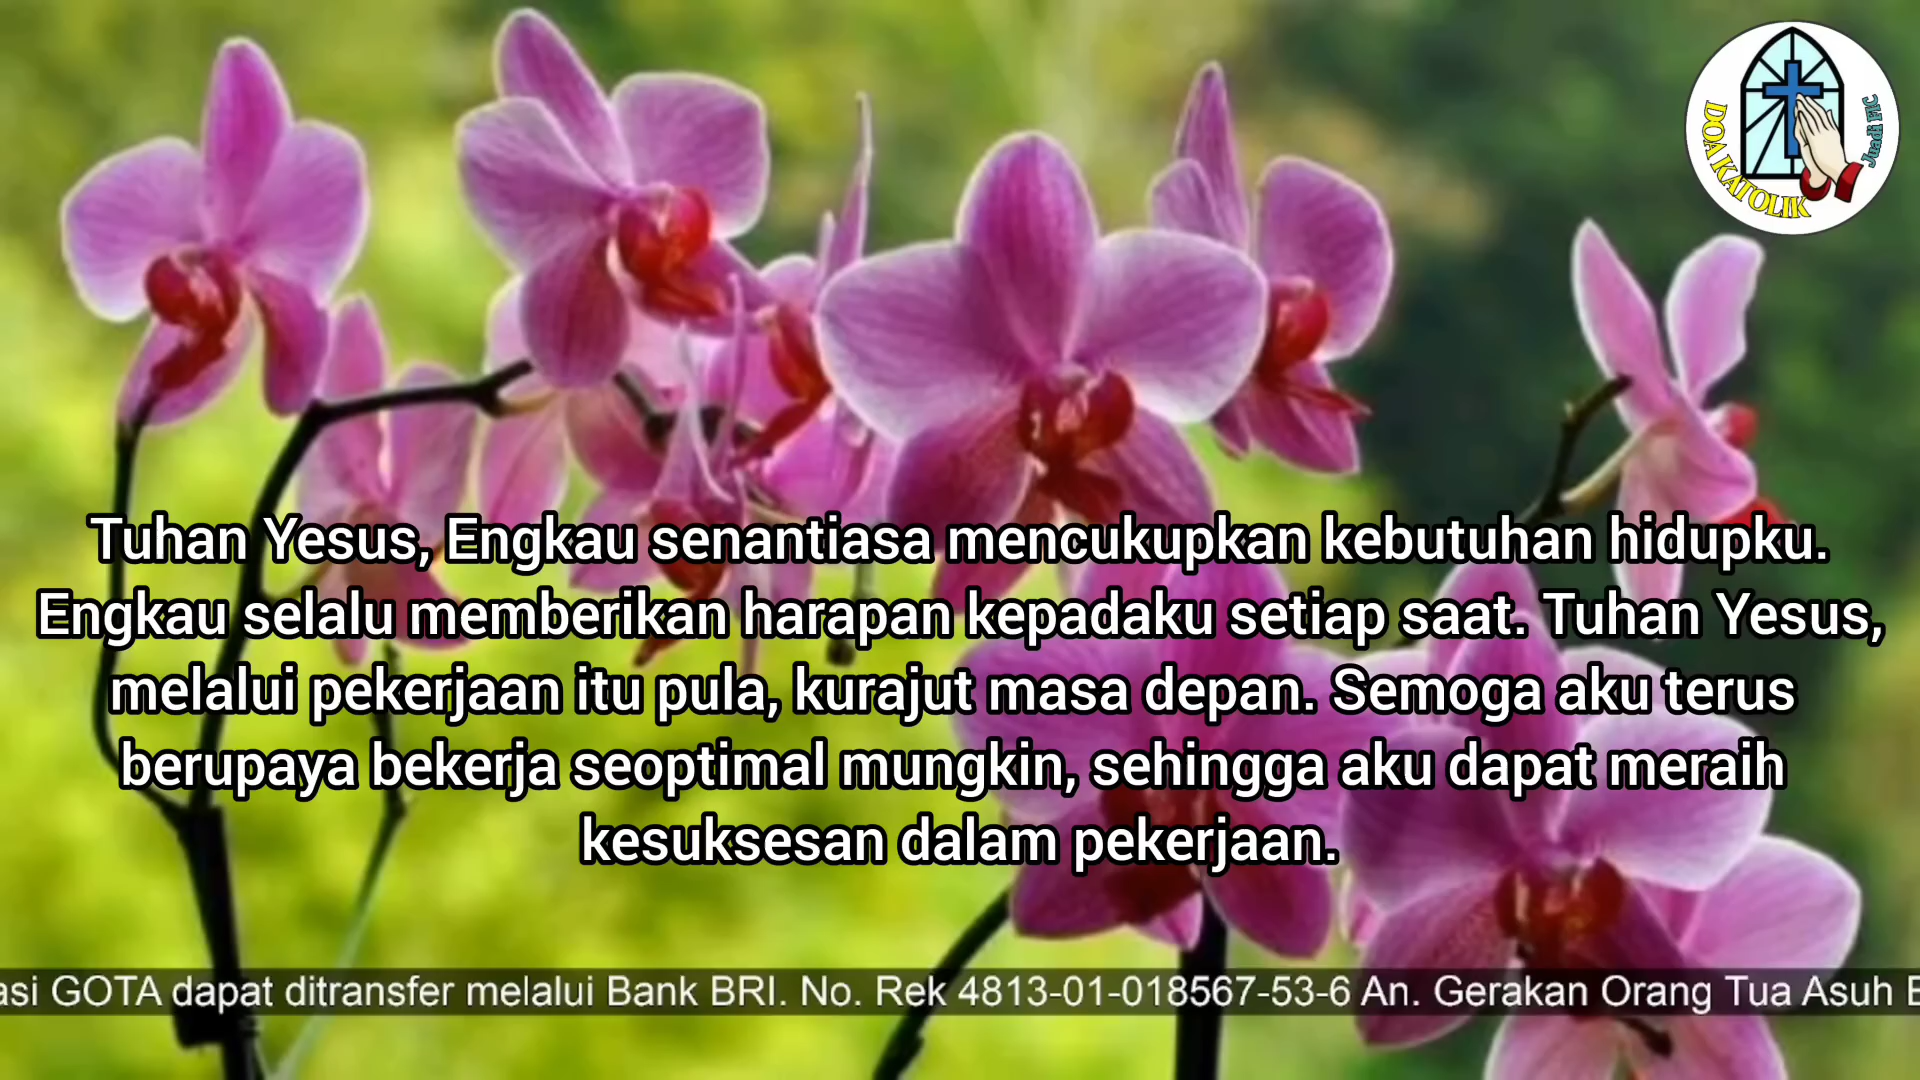 DOA KATOLIK
Juadi FIC
Tuhan Yesus, Engkau senantiasa mencukupkan kebutuhan hidupku.
Engkau selalu memberikan harapan kepadaku setiap saat. Tuhan Yesus,
melalui pekerjaan itu pula, kurajut masa depan. Semoga aku terus
berupaya bekerja seoptimal mungkin, sehingga aku dapat meraih
kesuksesan dalam pekerjaan.
asi GOTA dapat ditransfer melalui Bank BRI. No. Rek 4813-01-018567-53-6 An. Gerakan Orang Tua Asuh